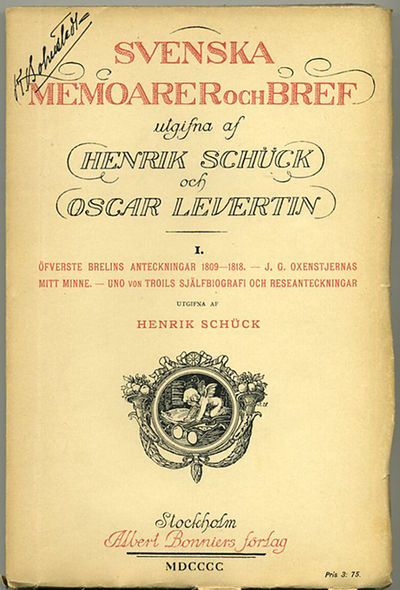 SVENSKA
MEMOARER OCH BREF
utgifna af
HENRIK SCHÜCK
och
OSCAR LEVERTIN
I.
ÖFVERSTE BRELINS ANTECKNINGAR 1809—1818. — J. G. OXENSTJERNAS
MITT MINNE. — UNO VON TROILS SJÄLFBIOGRAFI OCH RESEANTECKNINGAR
UTGIFNA AF
HENRIK SCHÜCK
Stockholm
Albert Bonniers förlag
MDCCCC
Pris 3: 75.